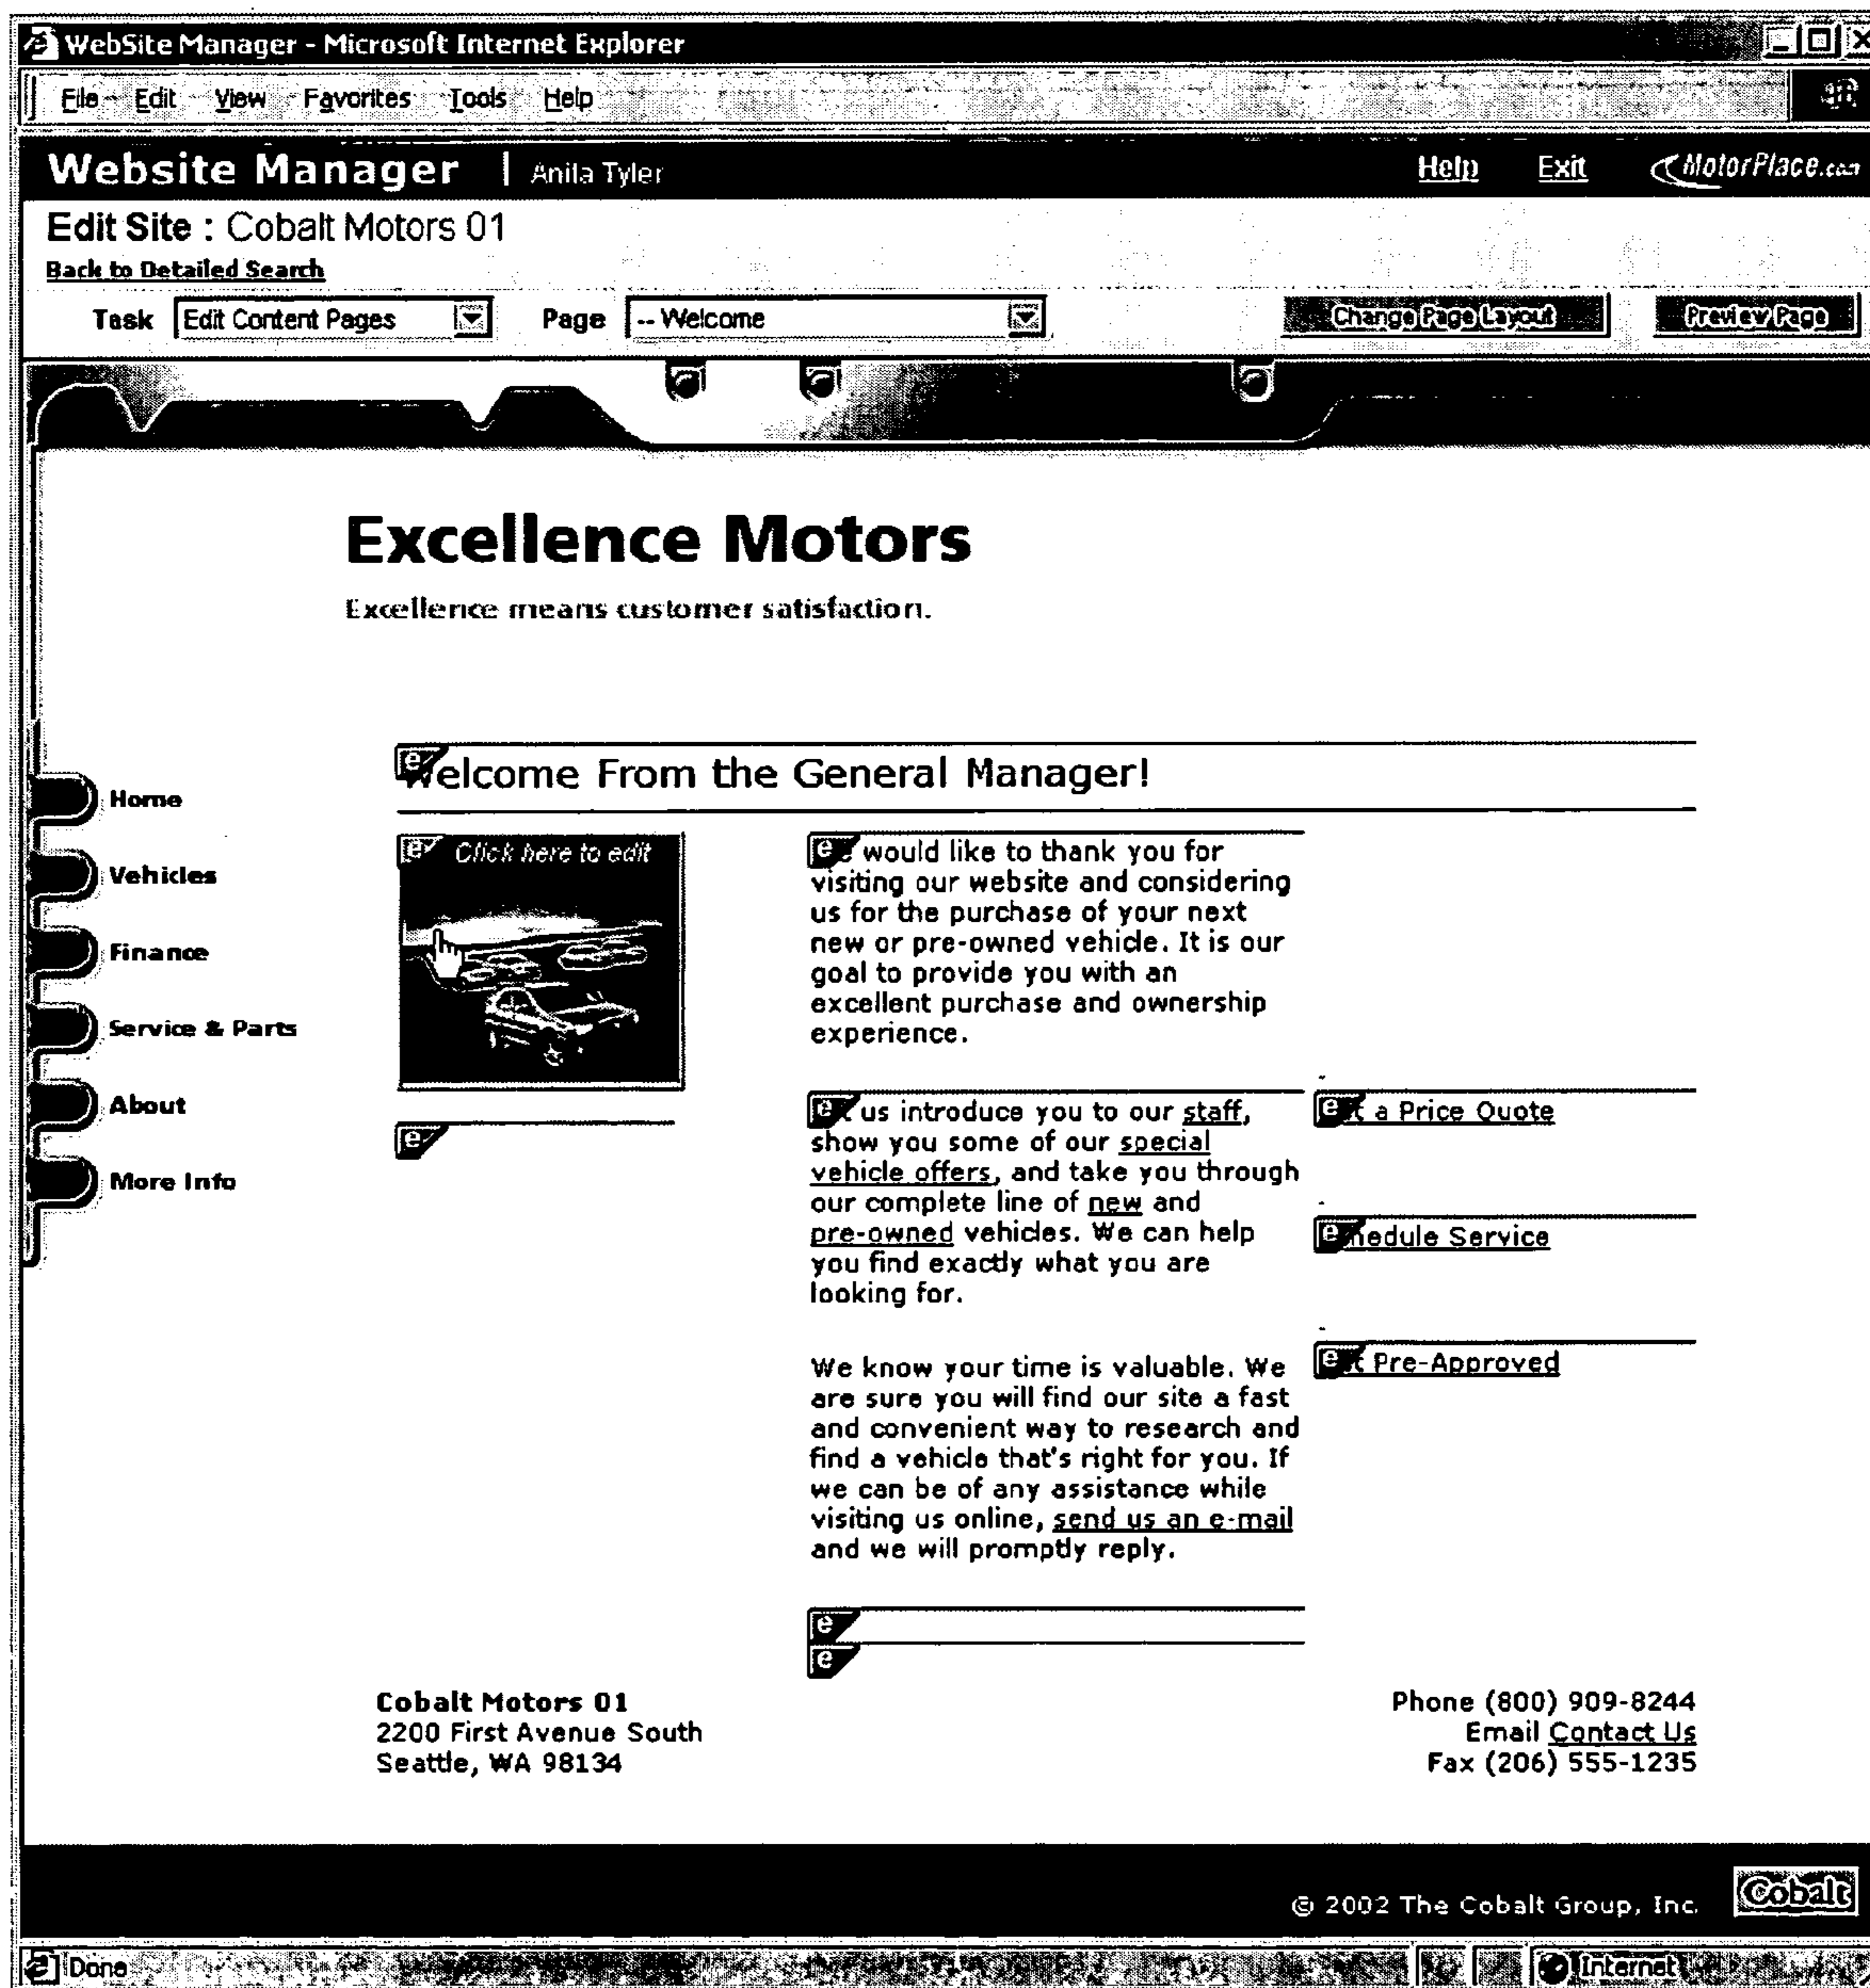 WebSite Manager - Microsoft Internet Explorer
File Edit View Favorites Tools Help
Website Manager | Anita Tyler Help Exit MotorPlace.com
Edit Site : Cobalt Motors 01
Back to Detailed Search
Task Edit Content Pages Page -- Welcome Change Page Layout Preview Page
Excellence Motors
Excellence means customer satisfaction.
Home
Vehicles
Finance
Service & Parts
About
More Info
e elcome From the General Manager!
e Click here to edit
e
e would like to thank you for
visiting our website and considering
us for the purchase of your next
new or pre-owned vehicle. It is our
goal to provide you with an
excellent purchase and ownership
experience.
e us introduce you to our staff,
show you some of our special
vehicle offers, and take you through
our complete line of new and
pre-owned vehicles. We can help
you find exactly what you are
looking for.
We know your time is valuable. We
are sure you will find our site a fast
and convenient way to research and
find a vehicle that's right for you. If
we can be of any assistance while
visiting us online, send us an e-mail
and we will promptly reply.
e
e
e t a Price Quote
e hedule Service
e t Pre-Approved
Cobalt Motors 01
2200 First Avenue South
Seattle, WA 98134
Phone (800) 909-8244
Email Contact Us
Fax (206) 555-1235
© 2002 The Cobalt Group, Inc. Cobalt
Done Internet